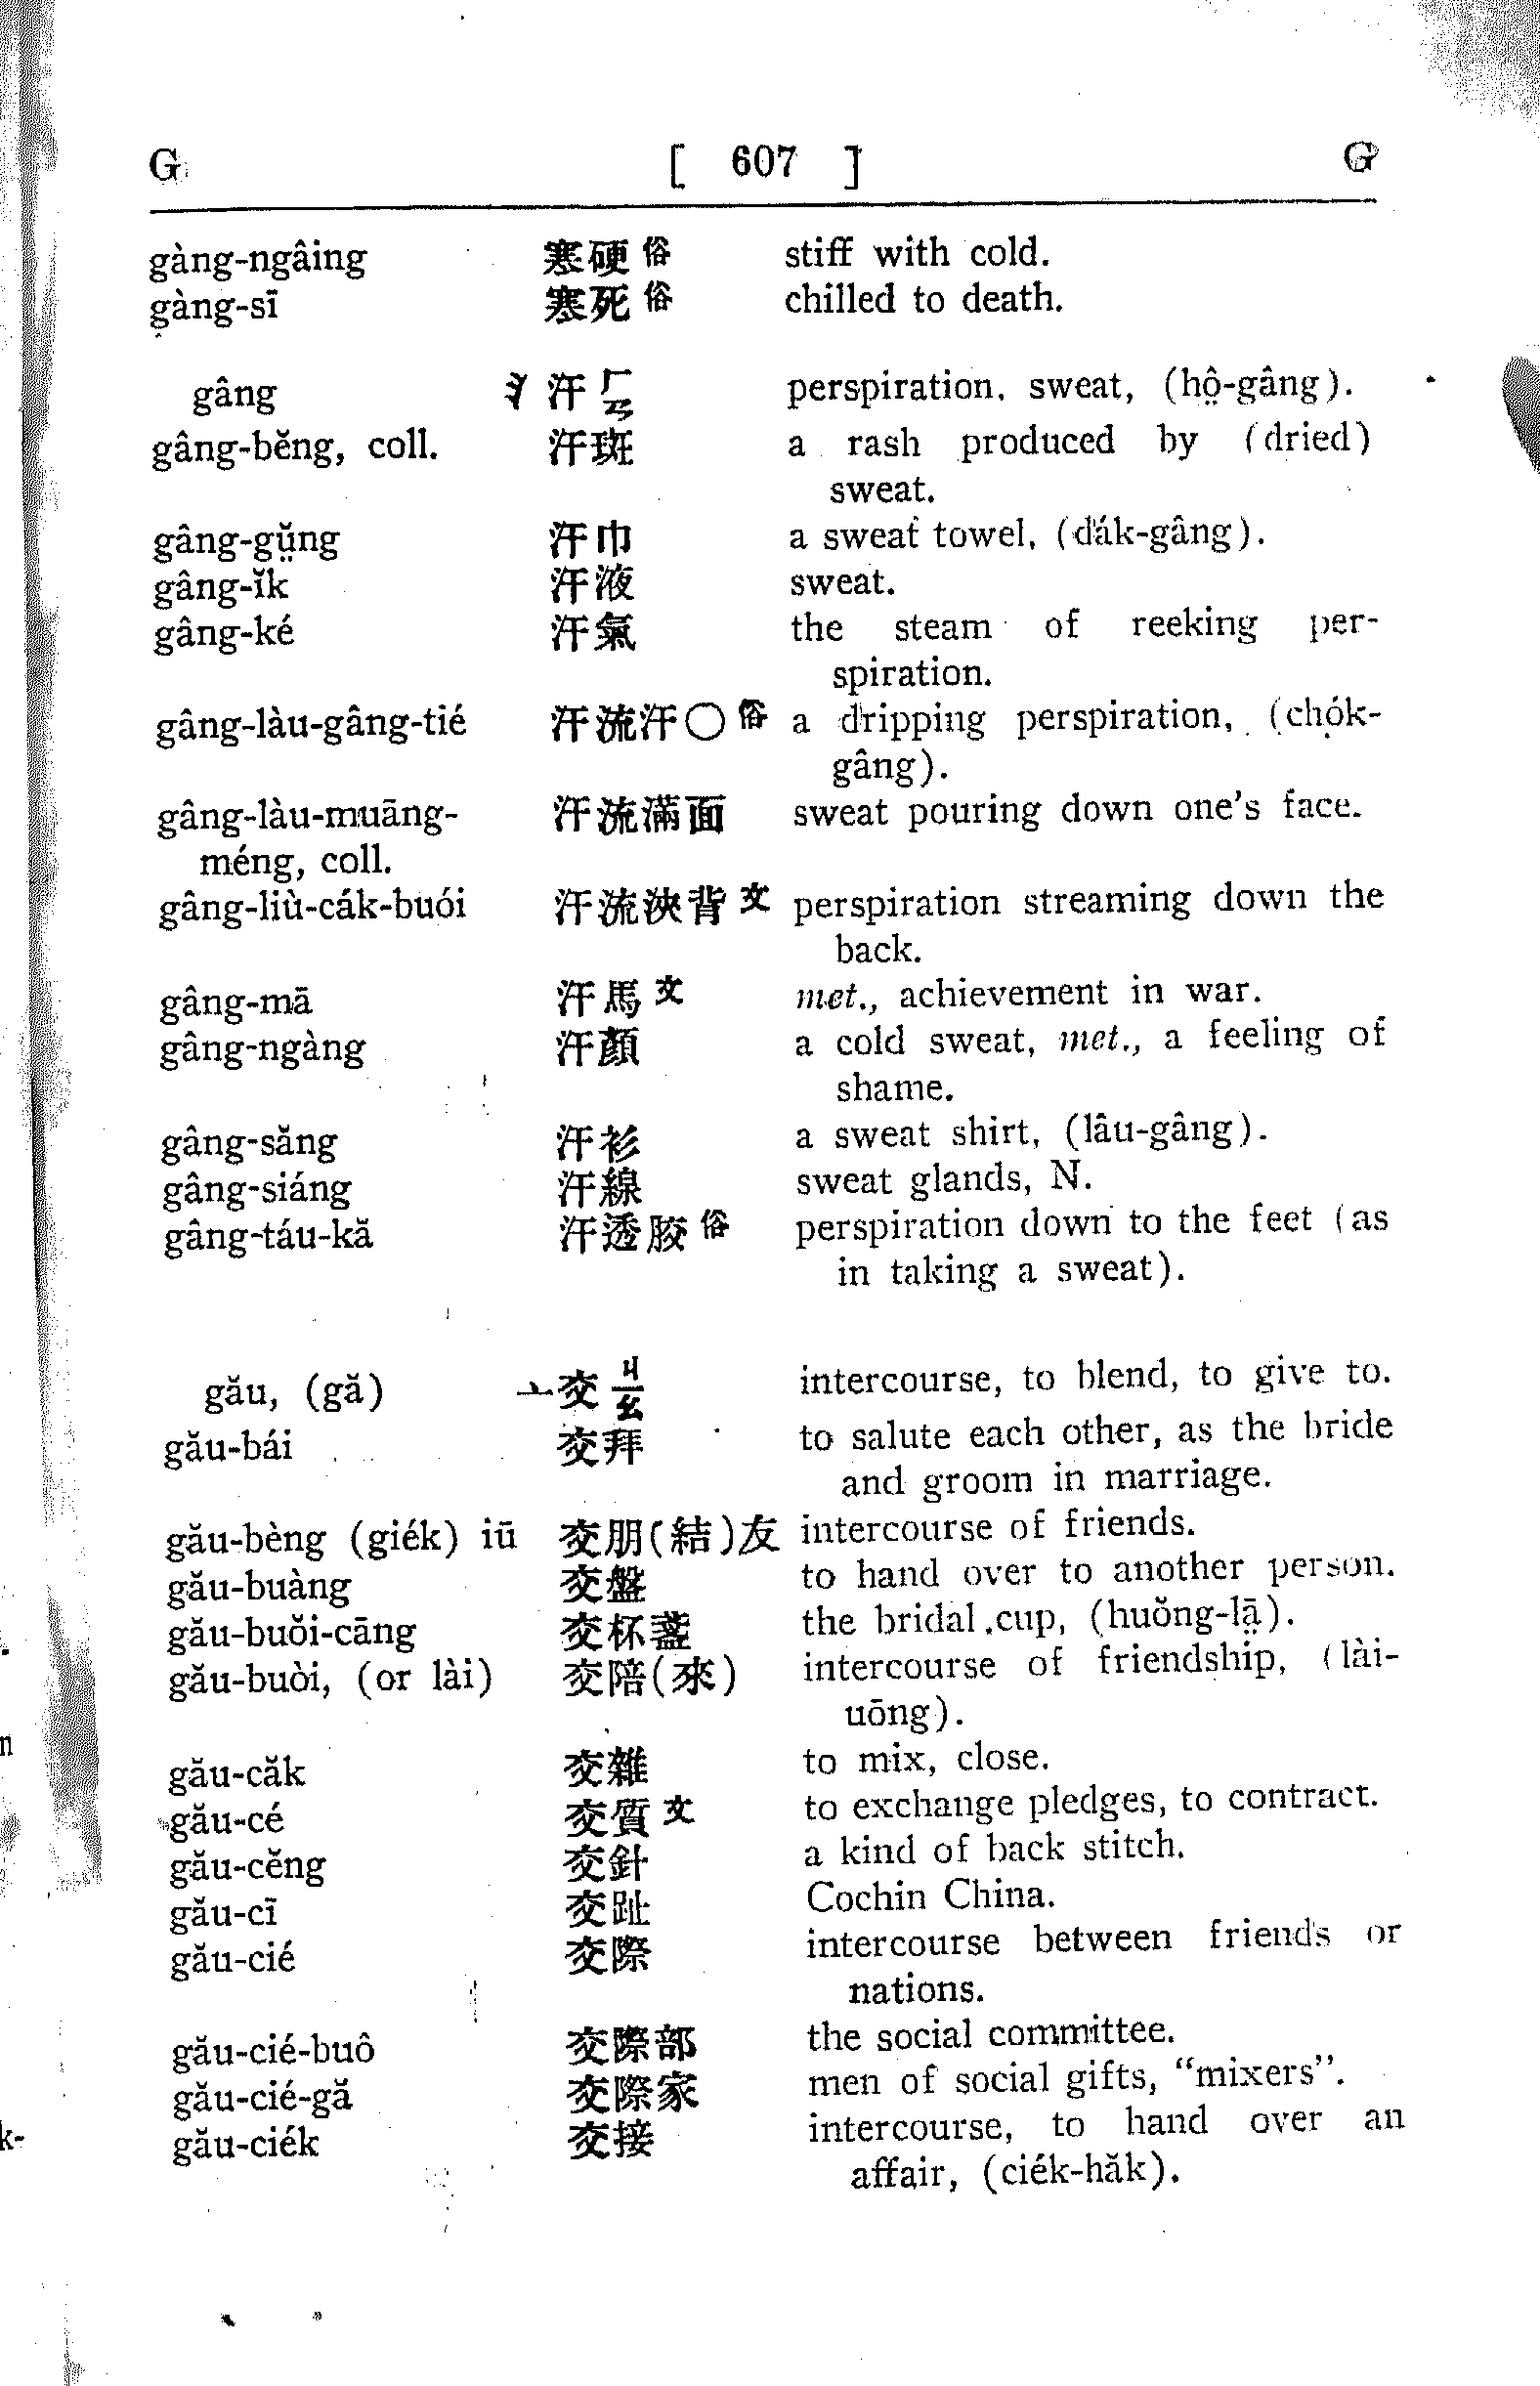 G [ 607 ] G
gàng-ngâing 寒硬俗 stiff with cold.
gàng-sī 寒死俗 chilled to death.
gâng 汗 ㄏㄢ perspiration, sweat, (hô̤-gâng).
gâng-bĕng, coll. 汗斑 a rash produced by (dried)
sweat.
gâng-gṳ̆ng 汗巾 a sweat towel, (dák-gâng).
gâng-ĭk 汗液 sweat.
gâng-ké 汗氣 the steam of reeking per-
spiration.
gâng-làu-gâng-tié 汗流汗〇俗 a dripping perspiration, (chók-
gâng).
gâng-làu-muāng- 汗流滿面 sweat pouring down one's face.
méng, coll.
gâng-liù-cák-buói 汗流浹背文 perspiration streaming down the
back.
gâng-mā 汗馬文 met., achievement in war.
gâng-ngàng 汗顏 a cold sweat, met., a feeling of
shame.
gâng-săng 汗衫 a sweat shirt, (lâu-gâng).
gâng-siáng 汗線 sweat glands, N.
gâng-táu-kă 汗透骹俗 perspiration down to the feet (as
in taking a sweat).
gău, (gă) 亠交 ㄐㄧㄠ intercourse, to blend, to give to.
gău-bái 交拜 to salute each other, as the bride
and groom in marriage.
gău-bèng (giék) iū 交朋(結)友 intercourse of friends.
gău-buàng 交盤 to hand over to another person.
gău-buŏi-cāng 交杯盞 the bridal cup, (huŏng-lā̤).
gău-buòi, (or lài) 交陪(來) intercourse of friendship, (lài-
uōng).
gău-căk 交雜 to mix, close.
gău-cé 交質文 to exchange pledges, to contract.
gău-cĕng 交針 a kind of back stitch.
gău-cī 交趾 Cochin China.
gău-cié 交際 intercourse between friends or
nations.
gău-cié-buô 交際部 the social committee.
gău-cié-gă 交際家 men of social gifts, "mixers".
gău-ciék 交接 intercourse, to hand over an
affair, (ciék-hăk).